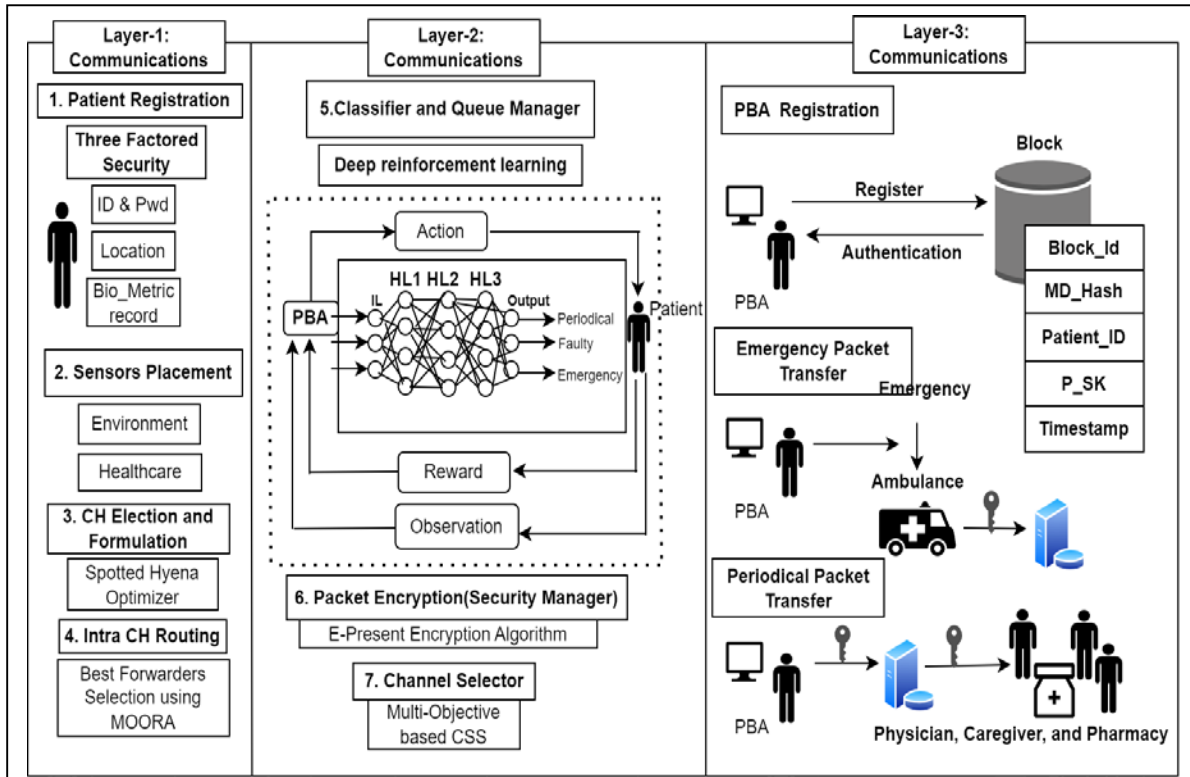 Layer-1:
Communications
1. Patient Registration
Three Factored
Security
ID & Pwd
Location
Bio_Metric
record
2. Sensors Placement
Environment
Healthcare
3. CH Election and
Formulation
Spotted Hyena
Optimizer
4. Intra CH Routing
Best Forwarders
Selection using
MOORA
Layer-2:
Communications
5.Classifier and Queue Manager
Deep reinforcement learning
Action
HL1 HL2 HL3
IL
Output
PBA
Patient
Periodical
Faulty
Emergency
Reward
Observation
6. Packet Encryption(Security Manager)
E-Present Encryption Algorithm
7. Channel Selector
Multi-Objective
based CSS
Layer-3:
Communications
PBA Registration
Block
Register
Authentication
PBA
Block_Id
MD_Hash
Patient_ID
P_SK
Timestamp
Emergency Packet
Transfer
Emergency
PBA
Ambulance
Periodical Packet
Transfer
PBA
Physician, Caregiver, and Pharmacy